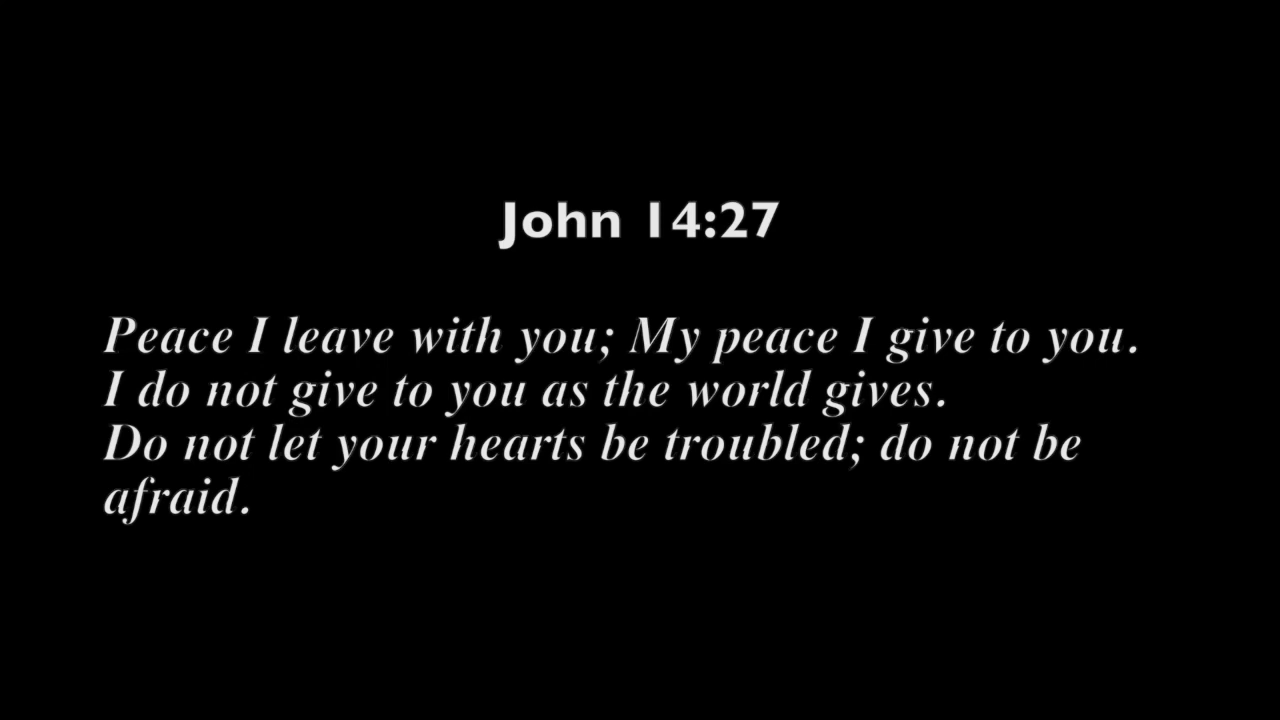 John 14:27
Peace I leave with you; My peace I give to you.
I do not give to you as the world gives.
Do not let your hearts be troubled; do not be
afraid.